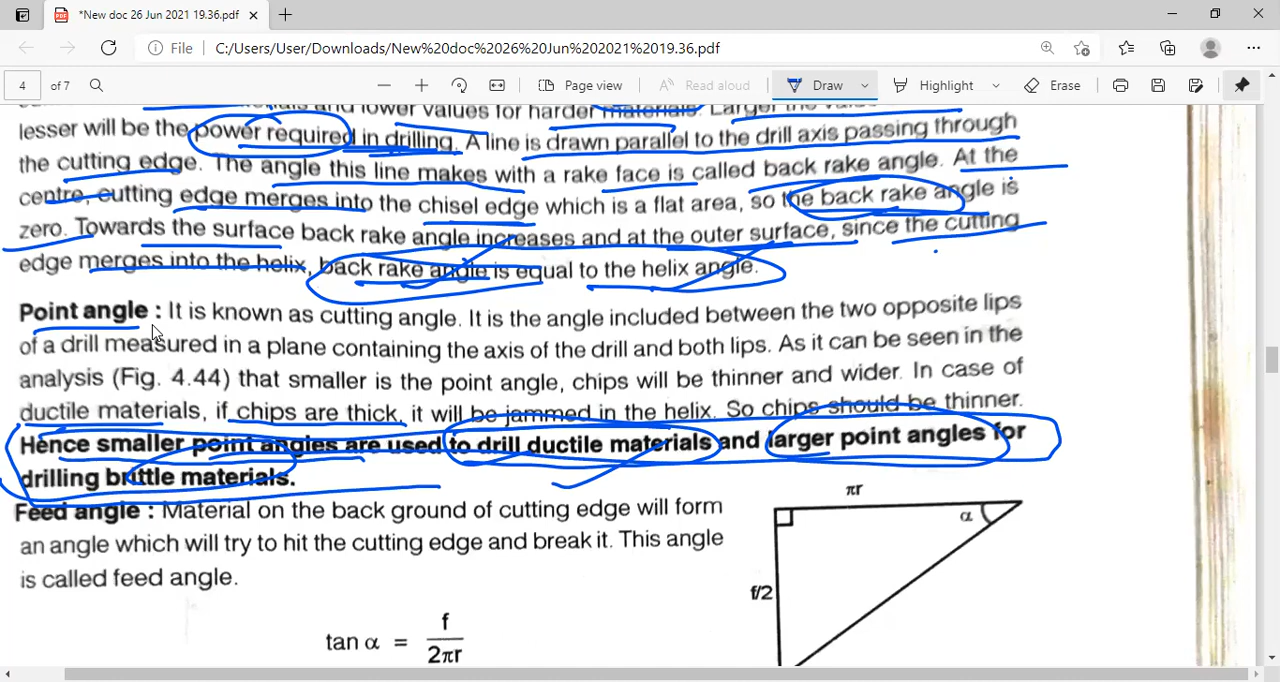 *New doc 26 Jun 2021 19.36.pdf
File C:/Users/User/Downloads/New%20doc%2026%20Jun%202021%2019.36.pdf
4 of 7 Page view Read aloud Draw Highlight Erase
and lower values for harder materials. Larger the value
lesser will be the power required in drilling. A line is drawn parallel to the drill axis passing through
the cutting edge. The angle this line makes with a rake face is called back rake angle. At the
centre, cutting edge merges into the chisel edge which is a flat area, so the back rake angle is
zero. Towards the surface back rake angle increases and at the outer surface, since the cutting
edge merges into the helix, back rake angle is equal to the helix angle.
Point angle : It is known as cutting angle. It is the angle included between the two opposite lips
of a drill measured in a plane containing the axis of the drill and both lips. As it can be seen in the
analysis (Fig. 4.44) that smaller is the point angle, chips will be thinner and wider. In case of
ductile materials, if chips are thick, it will be jammed in the helix. So chips should be thinner.
Hence smaller point angles are used to drill ductile materials and larger point angles for
drilling brittle materials.
Feed angle : Material on the back ground of cutting edge will form
an angle which will try to hit the cutting edge and break it. This angle
is called feed angle.
tan α = f
2πr
πr
α
f/2